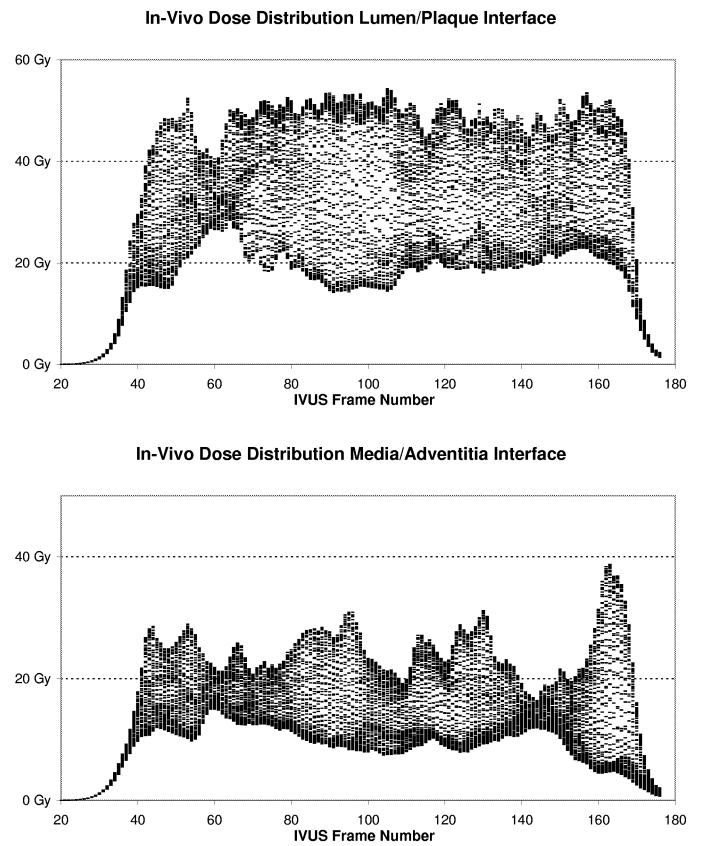 In-Vivo Dose Distribution Lumen/Plaque Interface
60 Gy
40 Gy
20 Gy
0 Gy
20 40 60 80 100 120 140 160 180
IVUS Frame Number
In-Vivo Dose Distribution Media/Adventitia Interface
40 Gy
20 Gy
0 Gy
20 40 60 80 100 120 140 160 180
IVUS Frame Number